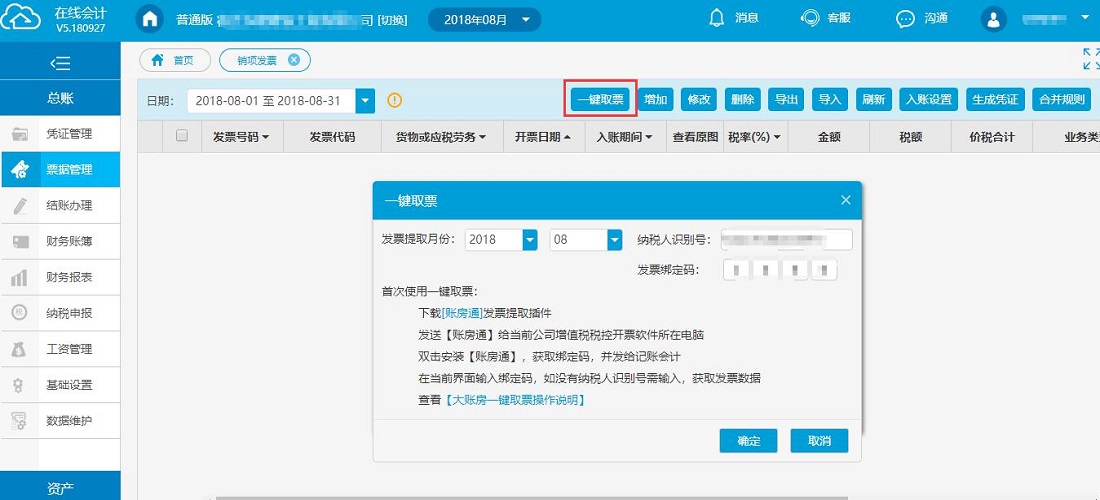 在线会计
V5.180927
普通版
司 [切换]
2018年08月
消息
客服
沟通
首页
销项发票
总账
日期:
2018-08-01 至 2018-08-31
一键取票
增加
修改
删除
导出
导入
刷新
入账设置
生成凭证
合并规则
凭证管理
发票号码
发票代码
货物或应税劳务
开票日期
入账期间
查看原图
税率(%)
金额
税额
价税合计
业务类
票据管理
结账办理
财务账簿
财务报表
纳税申报
工资管理
基础设置
数据维护
资产
一键取票
发票提取月份:
2018
08
纳税人识别号:
发票绑定码:
首次使用一键取票:
下载[账房通]发票提取插件
发送【账房通】给当前公司增值税税控开票软件所在电脑
双击安装【账房通】，获取绑定码，并发给记账会计
在当前界面输入绑定码，如没有纳税人识别号需输入，获取发票数据
查看【大账房一键取票操作说明】
确定
取消